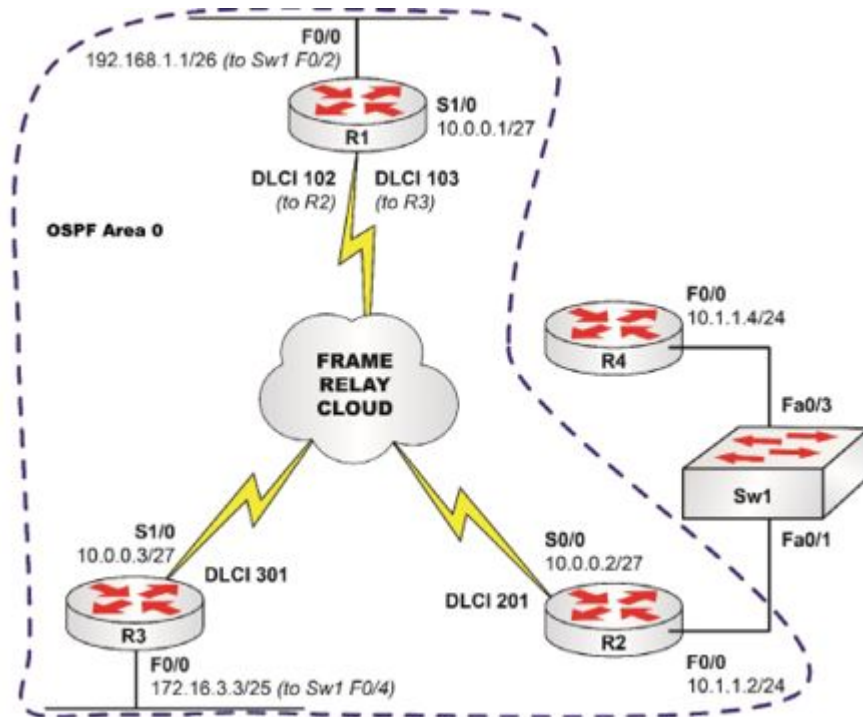 F0/0
192.168.1.1/26 (to Sw1 F0/2)
S1/0
10.0.0.1/27
R1
DLCI 102
(to R2)
DLCI 103
(to R3)
OSPF Area 0
F0/0
10.1.1.4/24
R4
FRAME
RELAY
CLOUD
Fa0/3
Sw1
Fa0/1
S1/0
10.0.0.3/27
DLCI 301
S0/0
10.0.0.2/27
DLCI 201
R3
R2
F0/0
172.16.3.3/25 (to Sw1 F0/4)
F0/0
10.1.1.2/24